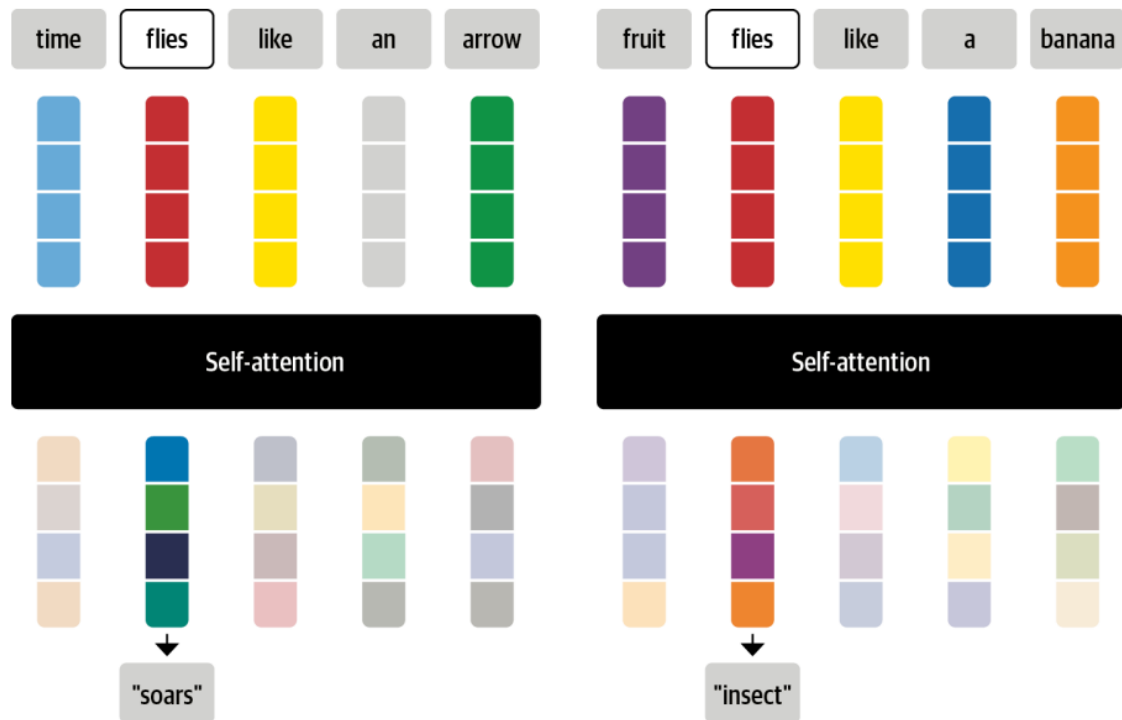 time flies like an arrow
fruit flies like a banana
Self-attention
Self-attention
"soars"
"insect"